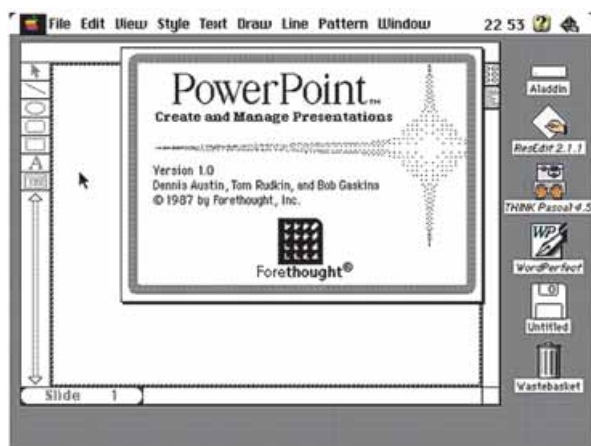 File Edit View Style Text Draw Line Pattern Window 22 53
PowerPoint™
Create and Manage Presentations
Version 1.0
Dennis Austin, Tom Rudkin, and Bob Gaskins
© 1987 by Forethought, Inc.
Forethought®
A
Slide 1
Aladdin
ResEdit 2.1.1
THINK Pascal 4.5
WP
WordPerfect
Untitled
Wastebasket